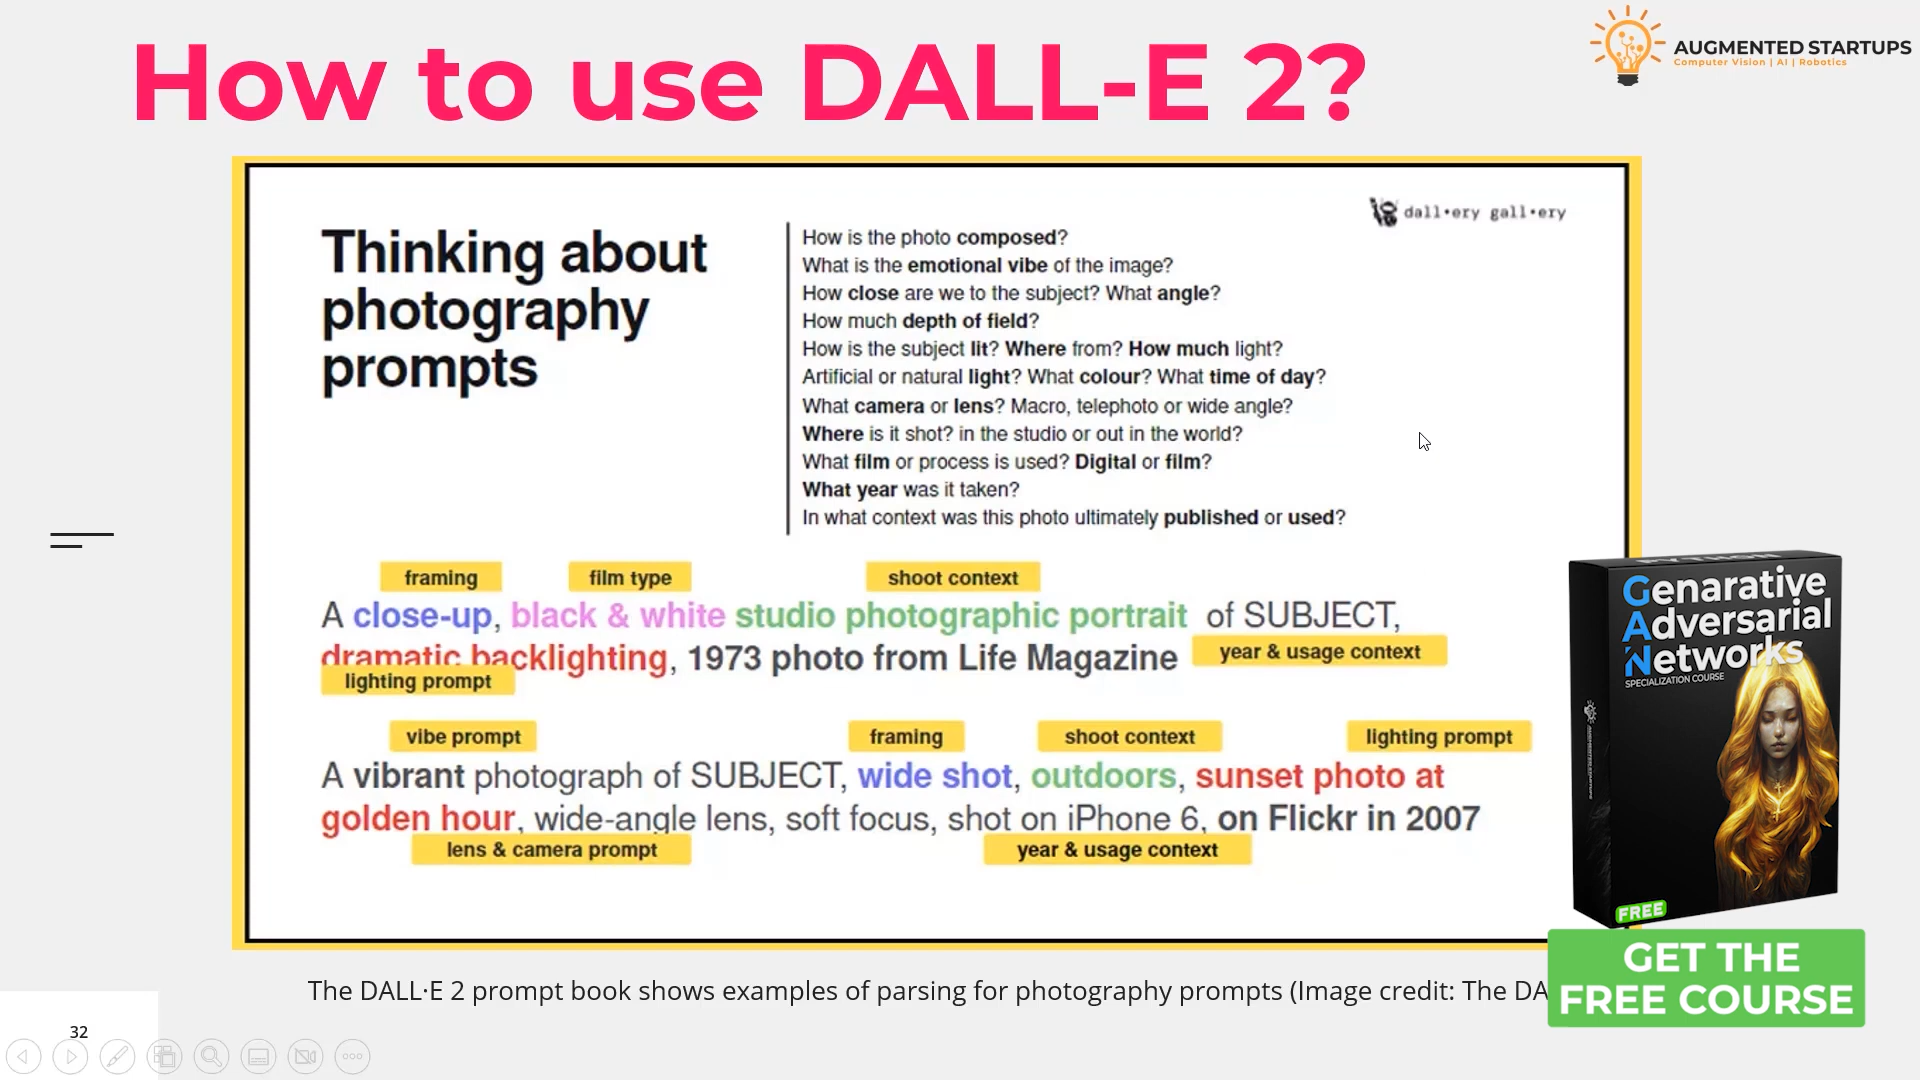 How to use DALL-E 2?
AUGMENTED STARTUPS
Computer Vision | AI | Robotics
dall•ery gall•ery
Thinking about
photography
prompts
How is the photo composed?
What is the emotional vibe of the image?
How close are we to the subject? What angle?
How much depth of field?
How is the subject lit? Where from? How much light?
Artificial or natural light? What colour? What time of day?
What camera or lens? Macro, telephoto or wide angle?
Where is it shot? in the studio or out in the world?
What film or process is used? Digital or film?
What year was it taken?
In what context was this photo ultimately published or used?
framing film type shoot context
A close-up, black & white studio photographic portrait of SUBJECT,
dramatic backlighting, 1973 photo from Life Magazine year & usage context
lighting prompt
vibe prompt framing shoot context lighting prompt
A vibrant photograph of SUBJECT, wide shot, outdoors, sunset photo at
golden hour, wide-angle lens, soft focus, shot on iPhone 6, on Flickr in 2007
lens & camera prompt year & usage context
PYTHON
Genarative
Adversarial
Networks
SPECIALIZATION COURSE
FREE
GET THE
FREE COURSE
The DALL·E 2 prompt book shows examples of parsing for photography prompts (Image credit: The DA
32